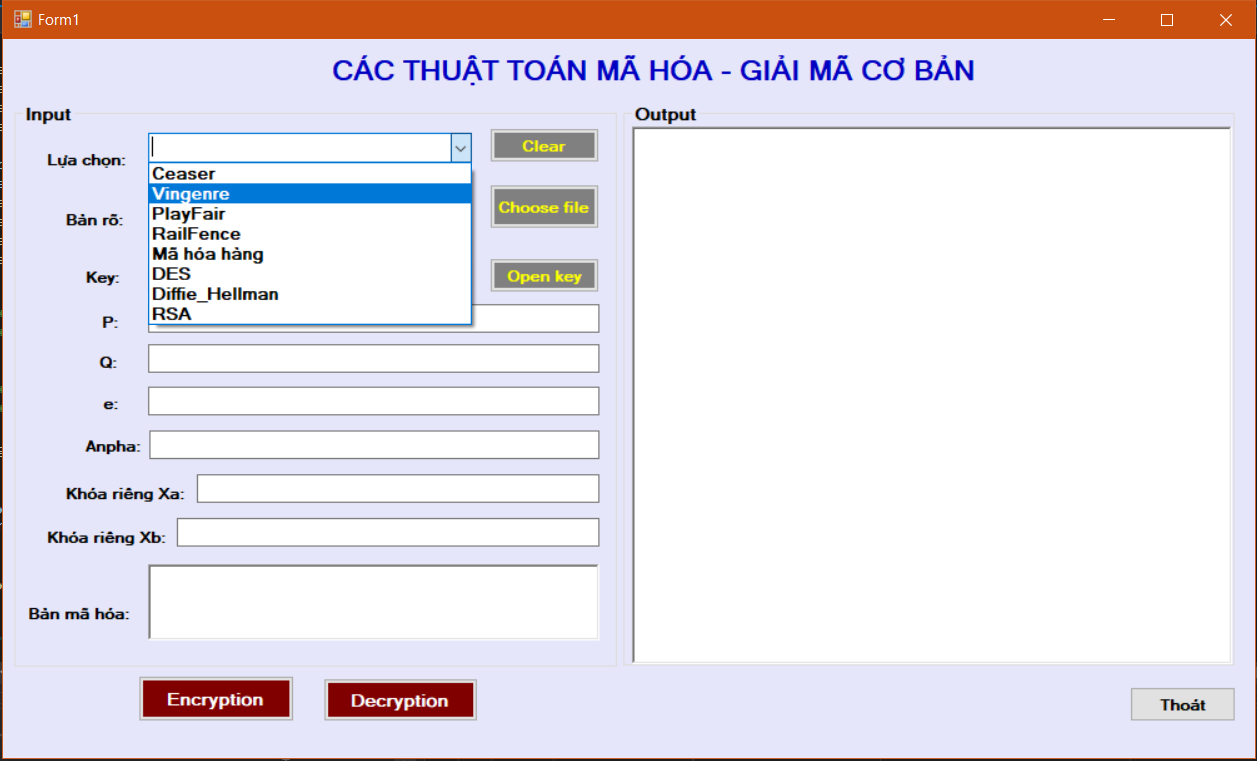 Form1
CÁC THUẬT TOÁN MÃ HÓA - GIẢI MÃ CƠ BẢN
Input
Lựa chọn:
Clear
Ceaser
Vingenre
PlayFair
RailFence
Mã hóa hàng
DES
Diffie_Hellman
RSA
Bản rõ:
Choose file
Key:
Open key
P:
Q:
e:
Anpha:
Khóa riêng Xa:
Khóa riêng Xb:
Bản mã hóa:
Encryption
Decryption
Output
Thoát